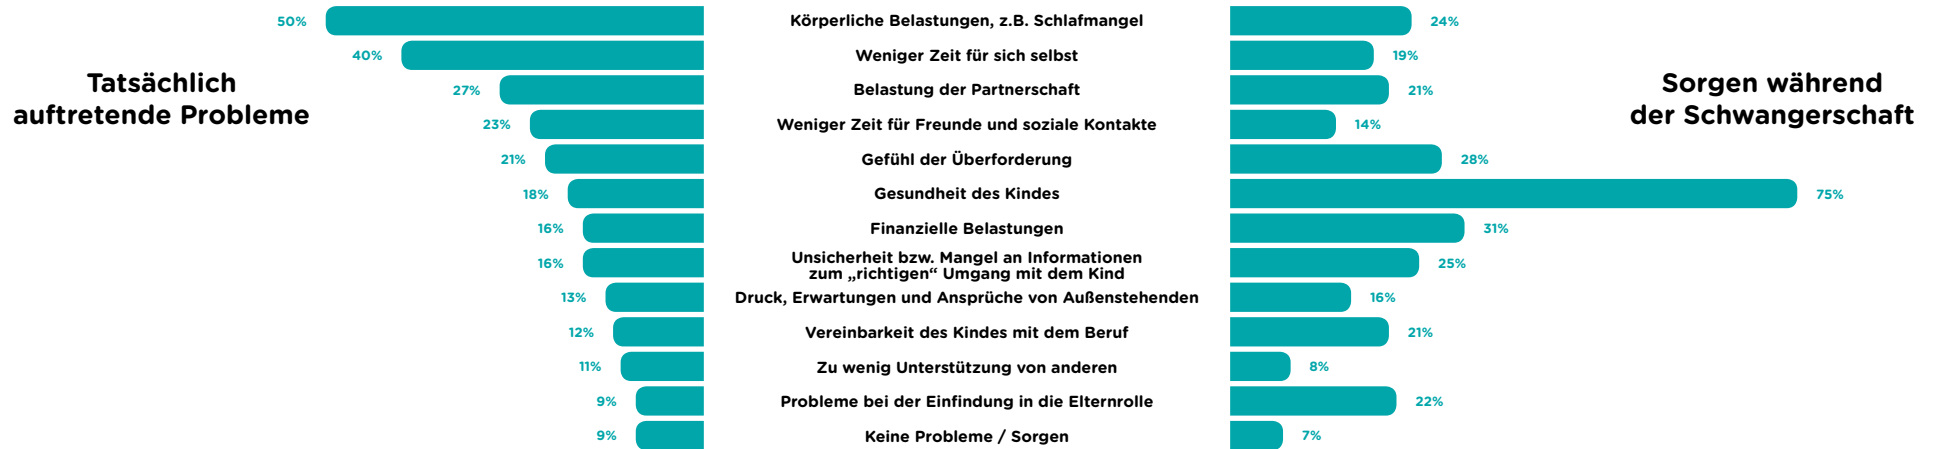 Tatsächlich
auftretende Probleme
Sorgen während
der Schwangerschaft
50% Körperliche Belastungen, z.B. Schlafmangel 24%
40% Weniger Zeit für sich selbst 19%
27% Belastung der Partnerschaft 21%
23% Weniger Zeit für Freunde und soziale Kontakte 14%
21% Gefühl der Überforderung 28%
18% Gesundheit des Kindes 75%
16% Finanzielle Belastungen 31%
16% Unsicherheit bzw. Mangel an Informationen
zum „richtigen“ Umgang mit dem Kind 25%
13% Druck, Erwartungen und Ansprüche von Außenstehenden 16%
12% Vereinbarkeit des Kindes mit dem Beruf 21%
11% Zu wenig Unterstützung von anderen 8%
9% Probleme bei der Einfindung in die Elternrolle 22%
9% Keine Probleme / Sorgen 7%